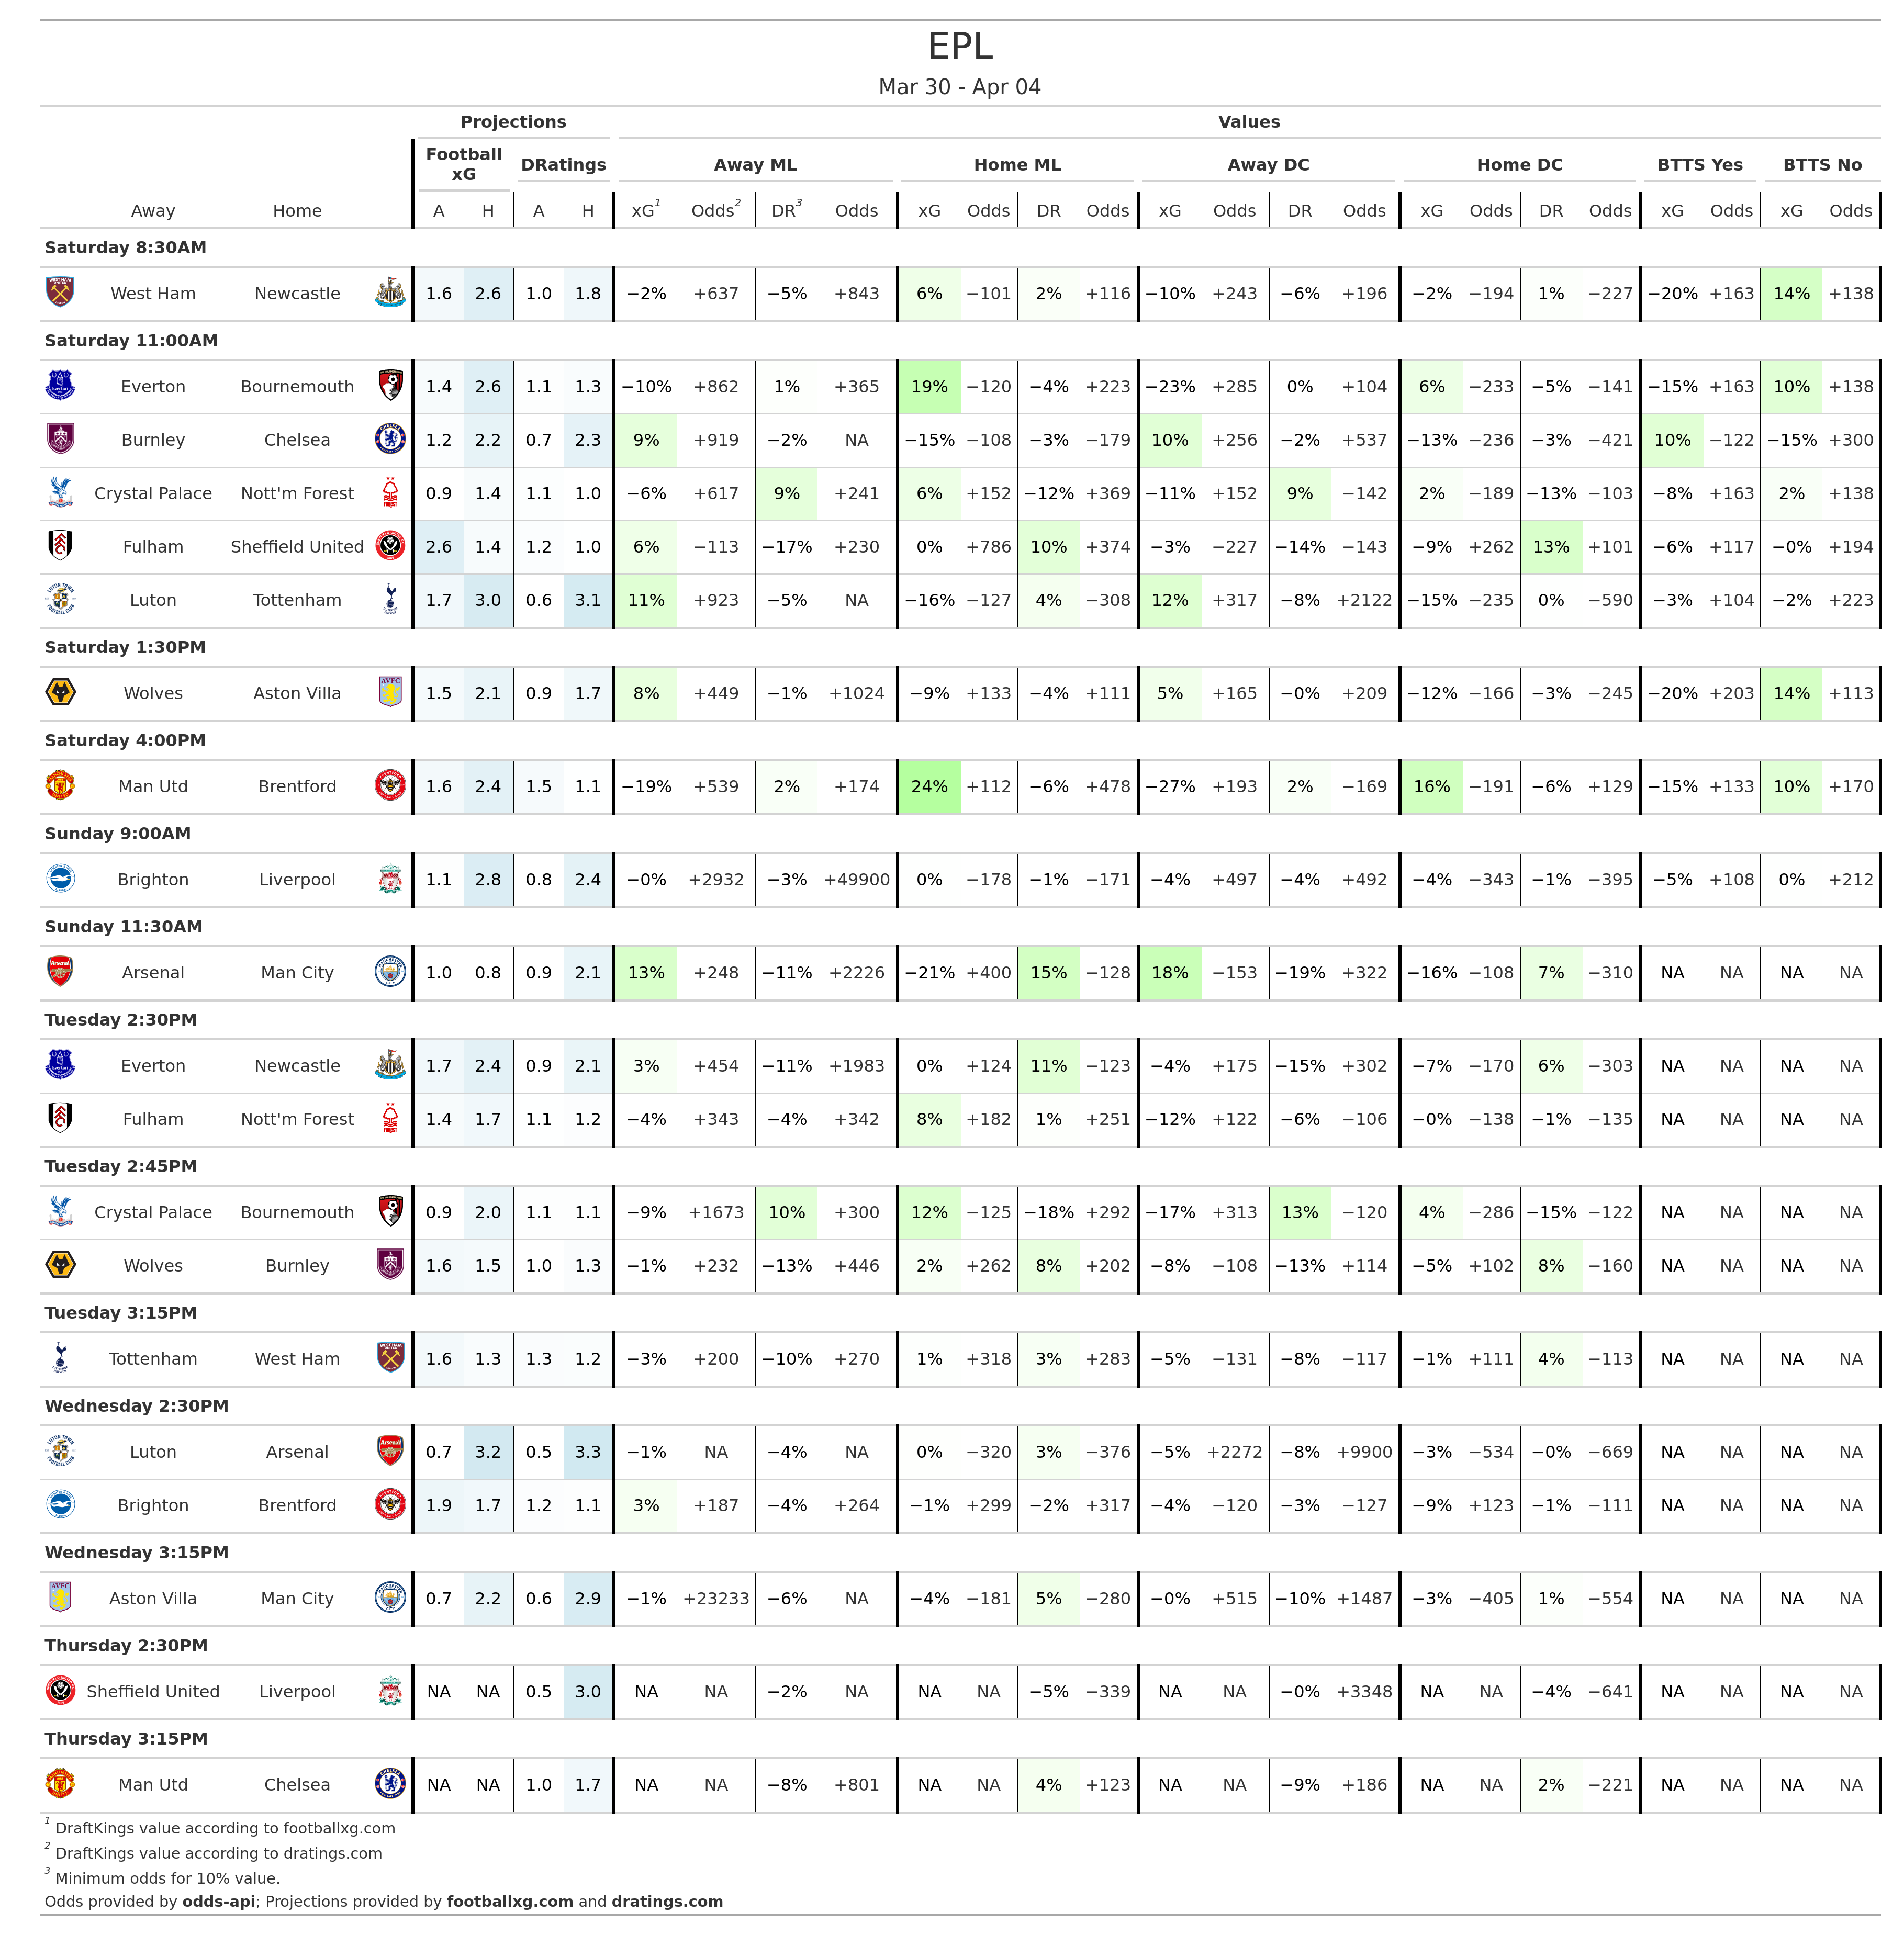 EPL
Mar 30 - Apr 04
Projections Values
Football xG DRatings Away ML Home ML Away DC Home DC BTTS Yes BTTS No
Away Home A H A H xG1 Odds2 DR3 Odds xG Odds DR Odds xG Odds DR Odds xG Odds DR Odds xG Odds xG Odds
Saturday 8:30AM
West Ham Newcastle 1.6 2.6 1.0 1.8 −2% +637 −5% +843 6% −101 2% +116 −10% +243 −6% +196 −2% −194 1% −227 −20% +163 14% +138
Saturday 11:00AM
Everton Bournemouth 1.4 2.6 1.1 1.3 −10% +862 1% +365 19% −120 −4% +223 −23% +285 0% +104 6% −233 −5% −141 −15% +163 10% +138
Burnley Chelsea 1.2 2.2 0.7 2.3 9% +919 −2% NA −15% −108 −3% −179 10% +256 −2% +537 −13% −236 −3% −421 10% −122 −15% +300
Crystal Palace Nott'm Forest 0.9 1.4 1.1 1.0 −6% +617 9% +241 6% +152 −12% +369 −11% +152 9% −142 2% −189 −13% −103 −8% +163 2% +138
Fulham Sheffield United 2.6 1.4 1.2 1.0 6% −113 −17% +230 0% +786 10% +374 −3% −227 −14% −143 −9% +262 13% +101 −6% +117 −0% +194
Luton Tottenham 1.7 3.0 0.6 3.1 11% +923 −5% NA −16% −127 4% −308 12% +317 −8% +2122 −15% −235 0% −590 −3% +104 −2% +223
Saturday 1:30PM
Wolves Aston Villa 1.5 2.1 0.9 1.7 8% +449 −1% +1024 −9% +133 −4% +111 5% +165 −0% +209 −12% −166 −3% −245 −20% +203 14% +113
Saturday 4:00PM
Man Utd Brentford 1.6 2.4 1.5 1.1 −19% +539 2% +174 24% +112 −6% +478 −27% +193 2% −169 16% −191 −6% +129 −15% +133 10% +170
Sunday 9:00AM
Brighton Liverpool 1.1 2.8 0.8 2.4 −0% +2932 −3% +49900 0% −178 −1% −171 −4% +497 −4% +492 −4% −343 −1% −395 −5% +108 0% +212
Sunday 11:30AM
Arsenal Man City 1.0 0.8 0.9 2.1 13% +248 −11% +2226 −21% +400 15% −128 18% −153 −19% +322 −16% −108 7% −310 NA NA NA NA
Tuesday 2:30PM
Everton Newcastle 1.7 2.4 0.9 2.1 3% +454 −11% +1983 0% +124 11% −123 −4% +175 −15% +302 −7% −170 6% −303 NA NA NA NA
Fulham Nott'm Forest 1.4 1.7 1.1 1.2 −4% +343 −4% +342 8% +182 1% +251 −12% +122 −6% −106 −0% −138 −1% −135 NA NA NA NA
Tuesday 2:45PM
Crystal Palace Bournemouth 0.9 2.0 1.1 1.1 −9% +1673 10% +300 12% −125 −18% +292 −17% +313 13% −120 4% −286 −15% −122 NA NA NA NA
Wolves Burnley 1.6 1.5 1.0 1.3 −1% +232 −13% +446 2% +262 8% +202 −8% −108 −13% +114 −5% +102 8% −160 NA NA NA NA
Tuesday 3:15PM
Tottenham West Ham 1.6 1.3 1.3 1.2 −3% +200 −10% +270 1% +318 3% +283 −5% −131 −8% −117 −1% +111 4% −113 NA NA NA NA
Wednesday 2:30PM
Luton Arsenal 0.7 3.2 0.5 3.3 −1% NA −4% NA 0% −320 3% −376 −5% +2272 −8% +9900 −3% −534 −0% −669 NA NA NA NA
Brighton Brentford 1.9 1.7 1.2 1.1 3% +187 −4% +264 −1% +299 −2% +317 −4% −120 −3% −127 −9% +123 −1% −111 NA NA NA NA
Wednesday 3:15PM
Aston Villa Man City 0.7 2.2 0.6 2.9 −1% +23233 −6% NA −4% −181 5% −280 −0% +515 −10% +1487 −3% −405 1% −554 NA NA NA NA
Thursday 2:30PM
Sheffield United Liverpool NA NA 0.5 3.0 NA NA −2% NA NA NA −5% −339 NA NA −0% +3348 NA NA −4% −641 NA NA NA NA
Thursday 3:15PM
Man Utd Chelsea NA NA 1.0 1.7 NA NA −8% +801 NA NA 4% +123 NA NA −9% +186 NA NA 2% −221 NA NA NA NA
1 DraftKings value according to footballxg.com
2 DraftKings value according to dratings.com
3 Minimum odds for 10% value.
Odds provided by odds-api; Projections provided by footballxg.com and dratings.com